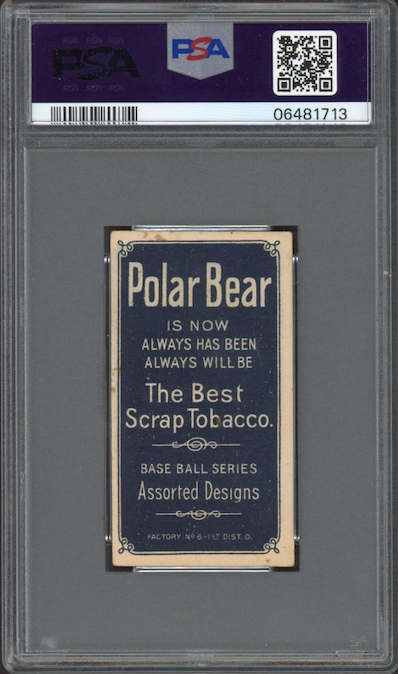 PSA
PSA
06481713
Polar Bear
IS NOW
ALWAYS HAS BEEN
ALWAYS WILL BE
The Best
Scrap Tobacco.
BASE BALL SERIES
Assorted Designs
FACTORY Nº 6-1ST DIST. O.